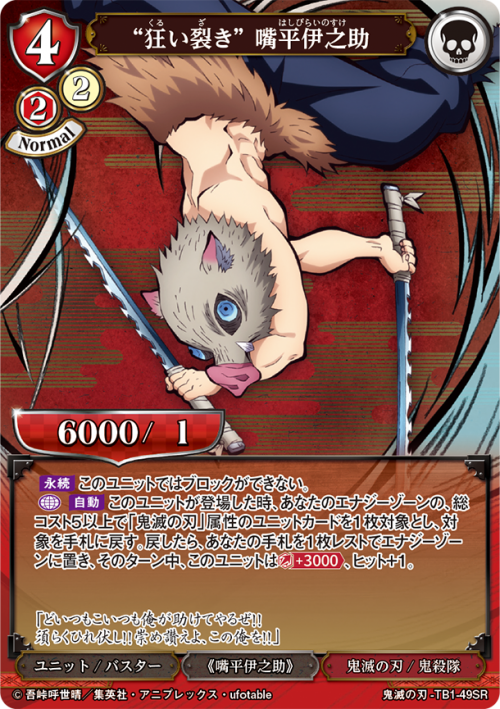 4
くる ざ はしびらいのすけ
“狂い裂き” 嘴平伊之助
2
2
Normal
6000/ 1
永続 このユニットではブロックができない。
自動 このユニットが登場した時、あなたのエナジーゾーンの、総
コスト5以上で「鬼滅の刃」属性のユニットカードを1枚対象とし、対
象を手札に戻す。戻したら、あなたの手札を1枚レストでエナジーゾー
ンに置き、そのターン中、このユニットは +3000 、ヒット+1。
「どいつもこいつも俺が助けてやるぜ!!
須らくひれ伏し!! 崇め讃えよ、この俺を!!」
ユニット / バスター
《嘴平伊之助》
鬼滅の刃 / 鬼殺隊
© 吾峠呼世晴／集英社・アニプレックス・ufotable
鬼滅の刃 -TB1-49SR